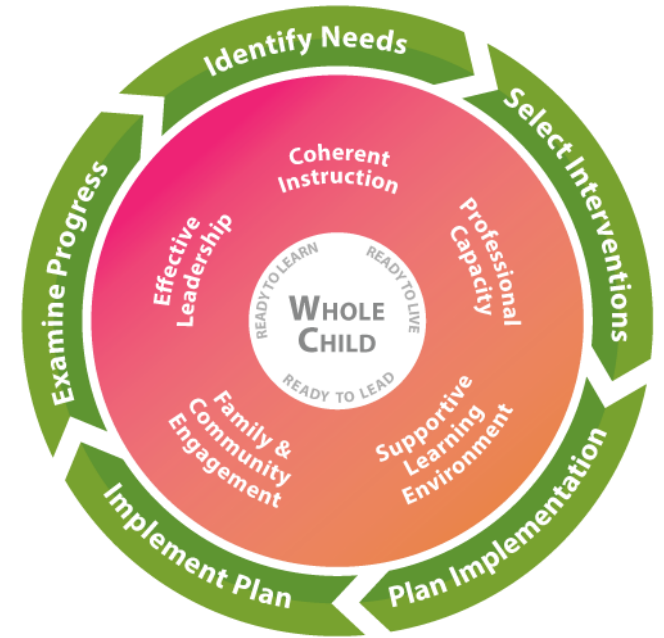 Identify Needs
Select Interventions
Plan Implementation
Implement Plan
Examine Progress
Coherent
Instruction
Professional
Capacity
Supportive
Learning
Environment
Family &
Community
Engagement
Effective
Leadership
READY TO LEARN
READY TO LIVE
READY TO LEAD
WHOLE
CHILD